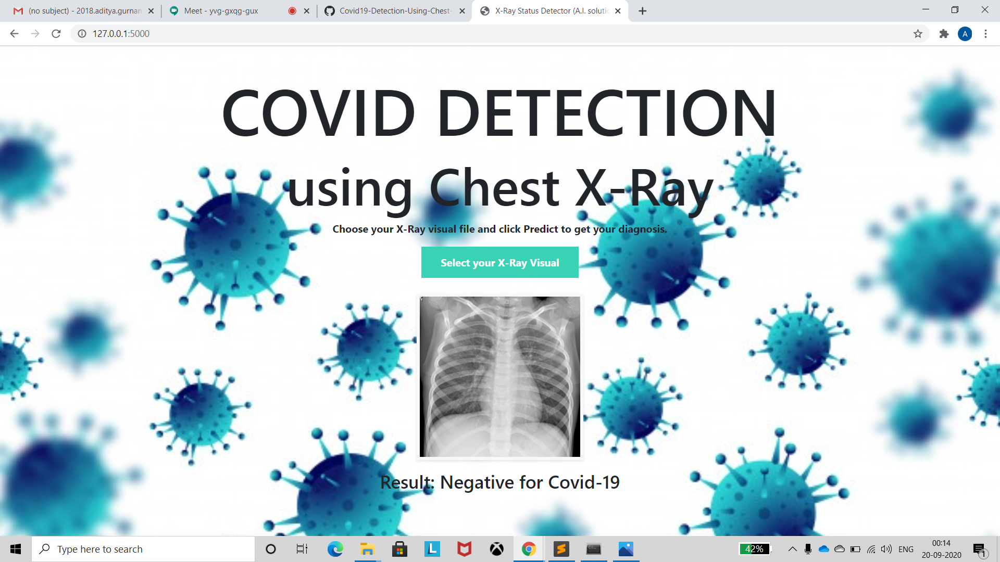 (no subject) - 2018.aditya.gurnan
Meet - yvg-gxqg-gux
Covid19-Detection-Using-Chest-
X-Ray Status Detector (A.I. soluti
127.0.0.1:5000
A
COVID DETECTION
using Chest X-Ray
Choose your X-Ray visual file and click Predict to get your diagnosis.
Select your X-Ray Visual
Result: Negative for Covid-19
Type here to search
L
42%
ENG
00:14
20-09-2020
1